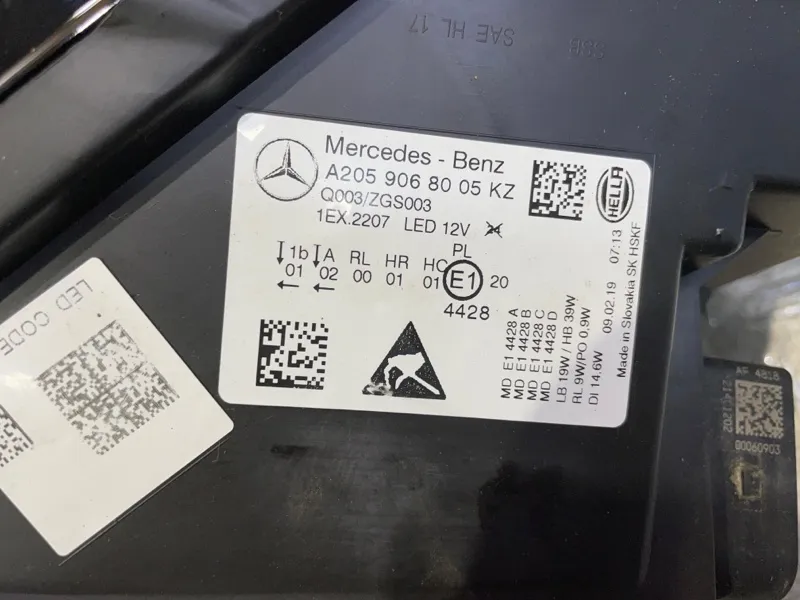 SAE HL 17
Mercedes - Benz
A205 906 80 05 KZ
Q003/ZGS003
1EX.2207 LED 12V
HELLA
PL
1b A RL HR HC
01 02 00 01 01 E1 20
4428
MD E1 4428 A
MD E1 4428 B
MD E1 4428 C
MD E1 4428 D
LB 19W / HB 39W
RL 9W/PO 0,9W
DI 14.6W
09.02.19 07:13
Made in Slovakia SK HSKF
LED CODE
AF 4818
00060903